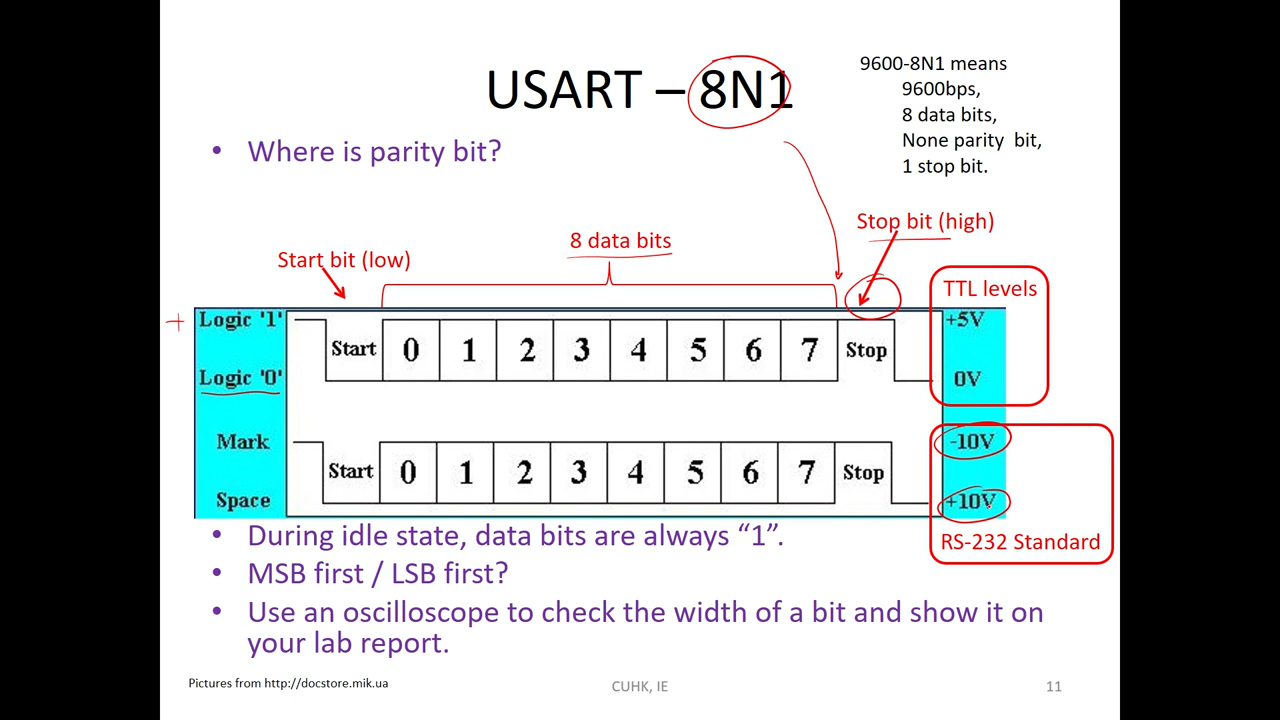 USART – 8N1
9600-8N1 means
9600bps,
8 data bits,
None parity bit,
1 stop bit.
• Where is parity bit?
Stop bit (high)
8 data bits
Start bit (low)
TTL levels
Logic '1' +5V
Start 0 1 2 3 4 5 6 7 Stop
Logic '0' 0V
Mark -10V
Start 0 1 2 3 4 5 6 7 Stop
Space +10V
RS-232 Standard
• During idle state, data bits are always “1”.
• MSB first / LSB first?
• Use an oscilloscope to check the width of a bit and show it on
your lab report.
Pictures from http://docstore.mik.ua
CUHK, IE
11